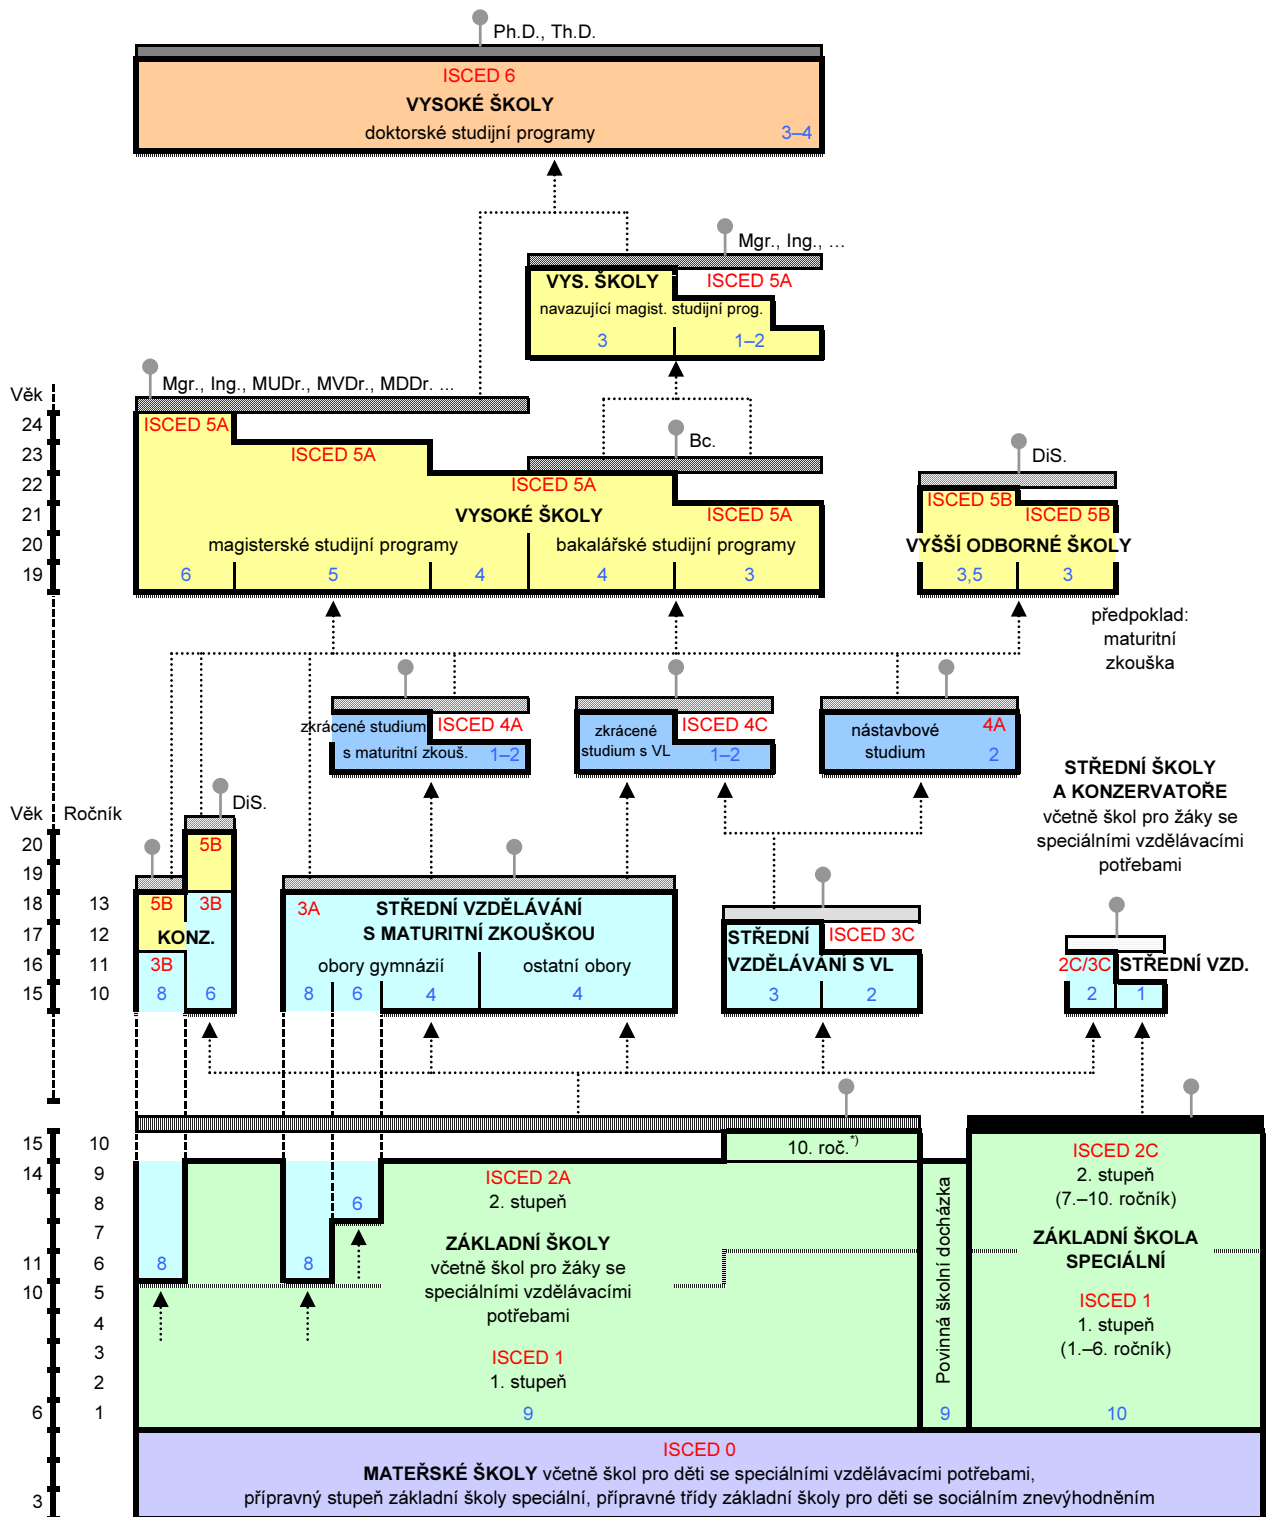 Ph.D., Th.D.
ISCED 6
VYSOKÉ ŠKOLY
doktorské studijní programy 3–4
Mgr., Ing., ...
VYS. ŠKOLY ISCED 5A
navazující magist. studijní prog.
3 1–2
Mgr., Ing., MUDr., MVDr., MDDr. ...
Věk
24 ISCED 5A
Bc.
DiS.
23 ISCED 5A
22 ISCED 5A ISCED 5B
21 VYSOKÉ ŠKOLY ISCED 5A ISCED 5B
20 magisterské studijní programy bakalářské studijní programy VYŠŠÍ ODBORNÉ ŠKOLY
19 6 5 4 4 3 3,5 3
předpoklad:
maturitní
zkouška
zkrácené studium ISCED 4A
s maturitní zkouš. 1–2
zkrácené ISCED 4C
studium s VL 1–2
nástavbové 4A
studium 2
STŘEDNÍ ŠKOLY
A KONZERVATOŘE
včetně škol pro žáky se
speciálními vzdělávacími
potřebami
Věk Ročník DiS.
20 5B
19
18 13 5B 3B 3A STŘEDNÍ VZDĚLÁVÁNÍ
17 12 KONZ. S MATURITNÍ ZKOUŠKOU STŘEDNÍ ISCED 3C
16 11 3B obory gymnázií ostatní obory VZDĚLÁVÁNÍ S VL 2C/3C STŘEDNÍ VZD.
15 10 8 6 8 6 4 4 3 2 2 1
15 10 10. roč.*)
14 9 ISCED 2A ISCED 2C
8 6 2. stupeň 2. stupeň
(7.–10. ročník)
7 ZÁKLADNÍ ŠKOLY ZÁKLADNÍ ŠKOLA
11 6 8 8 včetně škol pro žáky se SPECIÁLNÍ
10 5 speciálními vzdělávacími ISCED 1
4 potřebami 1. stupeň
3 ISCED 1 (1.–6. ročník)
2 1. stupeň
Povinná školní docházka
6 1 9 9 10
ISCED 0
MATEŘSKÉ ŠKOLY včetně škol pro děti se speciálními vzdělávacími potřebami,
3 přípravný stupeň základní školy speciální, přípravné třídy základní školy pro děti se sociálním znevýhodněním